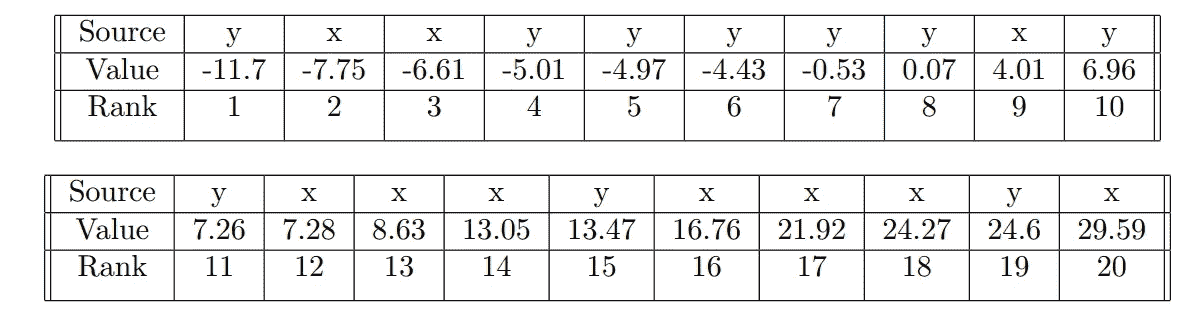 Source y x x y y y y y x y
Value -11.7 -7.75 -6.61 -5.01 -4.97 -4.43 -0.53 0.07 4.01 6.96
Rank 1 2 3 4 5 6 7 8 9 10
Source y x x x y x x x y x
Value 7.26 7.28 8.63 13.05 13.47 16.76 21.92 24.27 24.6 29.59
Rank 11 12 13 14 15 16 17 18 19 20